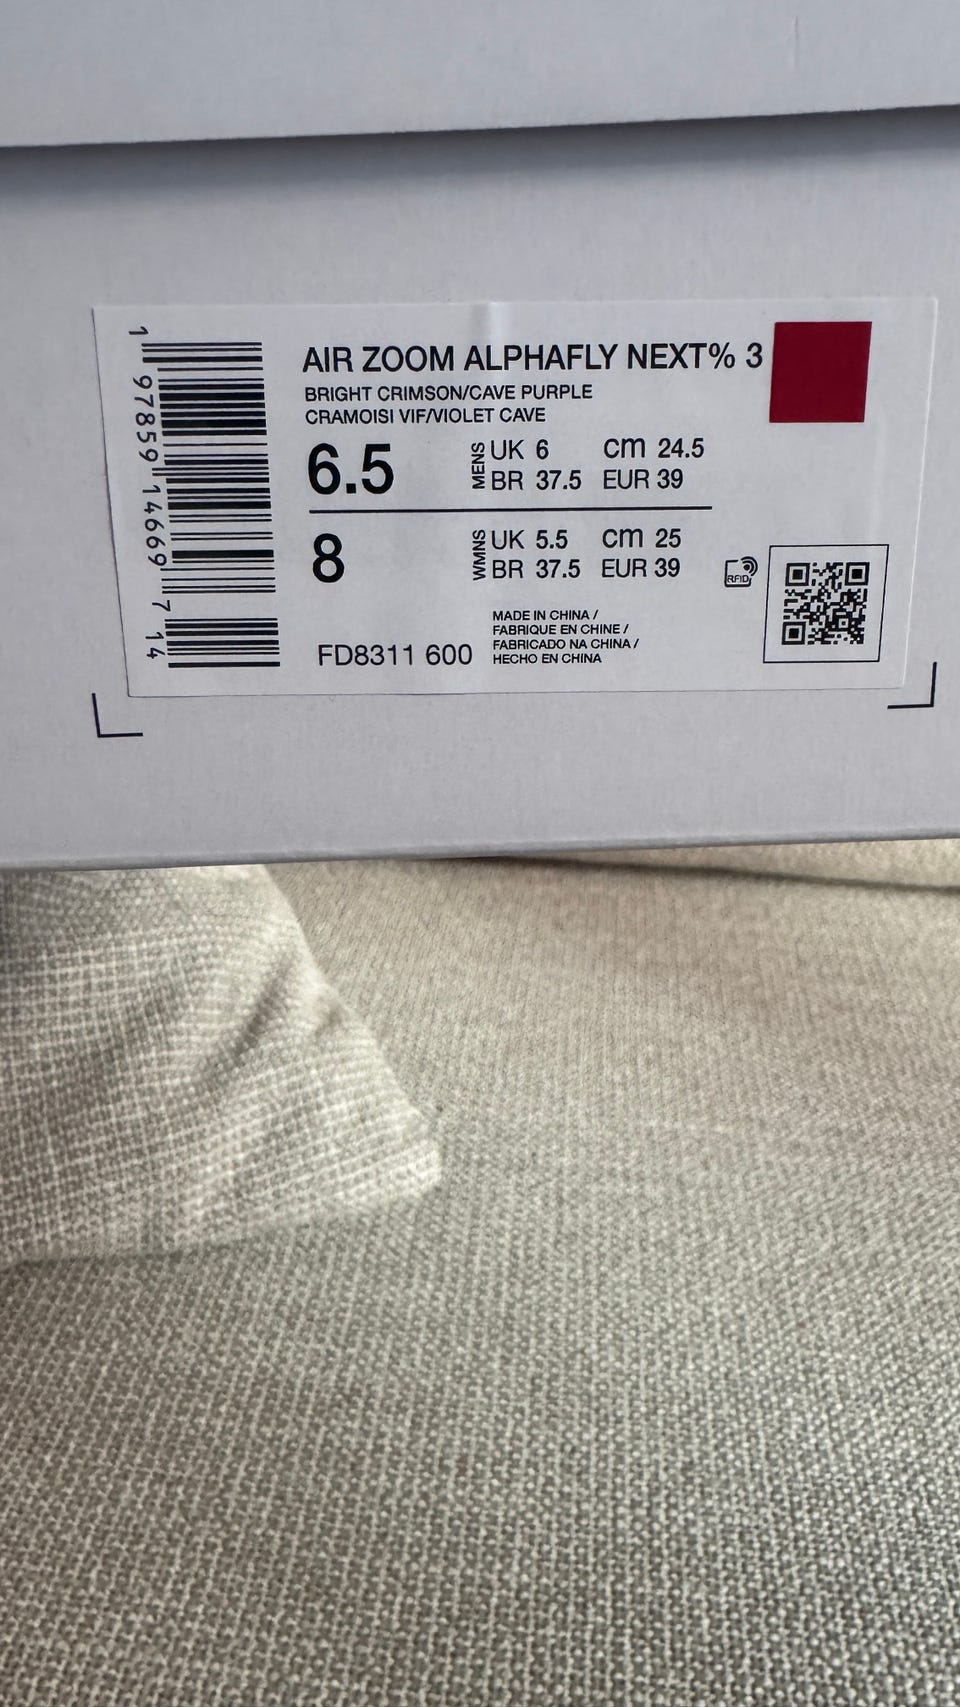 AIR ZOOM ALPHAFLY NEXT% 3
BRIGHT CRIMSON/CAVE PURPLE
CRAMOISI VIF/VIOLET CAVE
6.5 MENS UK 6 cm 24.5
BR 37.5 EUR 39
8 WMNS UK 5.5 cm 25
BR 37.5 EUR 39
RFID
MADE IN CHINA /
FABRIQUE EN CHINE /
FABRICADO NA CHINA /
HECHO EN CHINA
FD8311 600
1 97859 14669 7 14